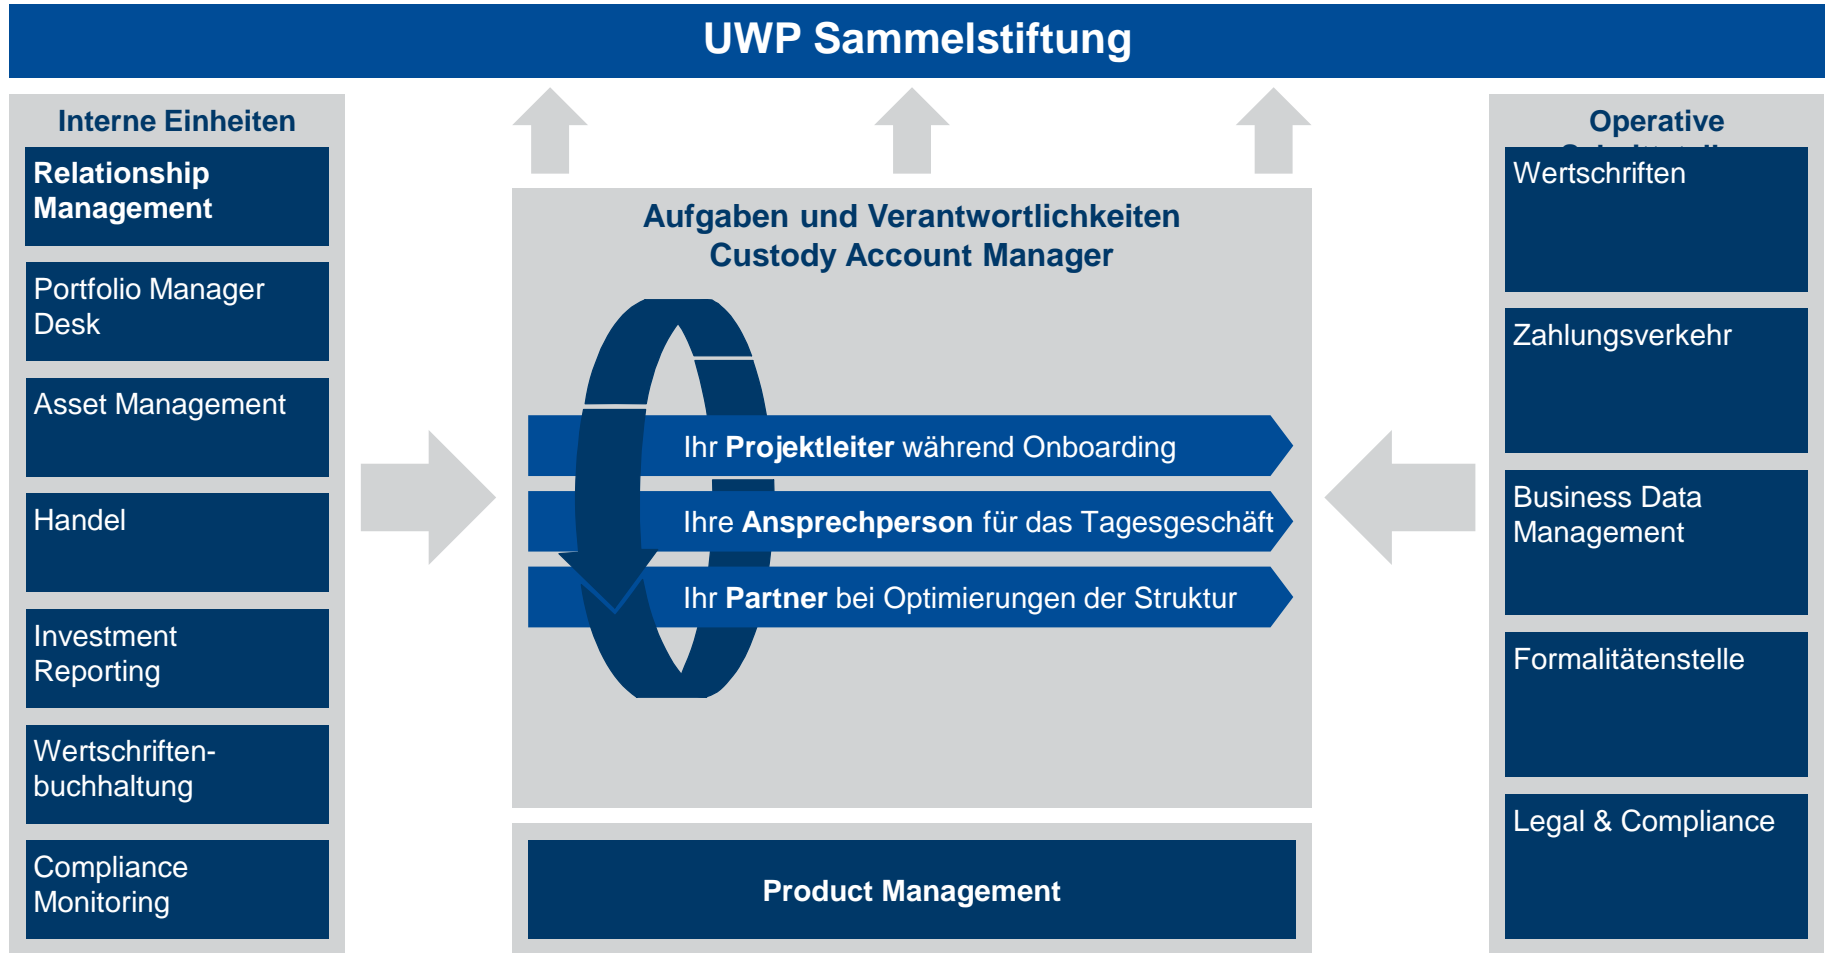 UWP Sammelstiftung
Interne Einheiten
Relationship
Management
Portfolio Manager
Desk
Asset Management
Handel
Investment
Reporting
Wertschriften-
buchhaltung
Compliance
Monitoring
Aufgaben und Verantwortlichkeiten
Custody Account Manager
Ihr Projektleiter während Onboarding
Ihre Ansprechperson für das Tagesgeschäft
Ihr Partner bei Optimierungen der Struktur
Product Management
Operative
Wertschriften
Zahlungsverkehr
Business Data
Management
Formalitätenstelle
Legal & Compliance